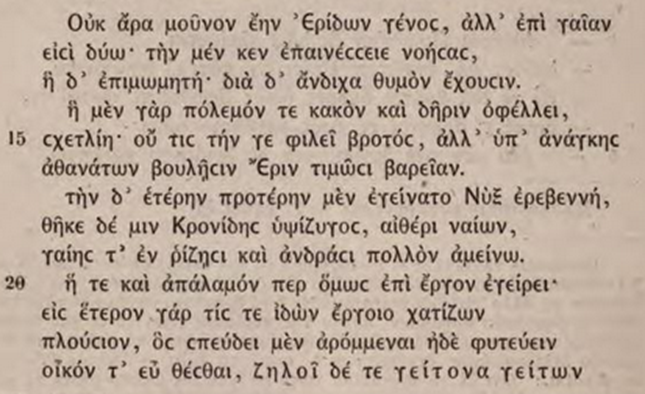 Οὐκ ἄρα μοῦνον ἔην Ἐρίδων γένοϲ, ἀλλ’ ἐπὶ γαῖαν
εἰϲὶ δύω· τὴν μέν κεν ἐπαινέϲϲειε νοήϲαϲ,
ἣ δ’ ἐπιμωμητή· διὰ δ’ ἄνδιχα θυμὸν ἔχουϲιν.
ἣ μὲν γὰρ πόλεμόν τε κακὸν καὶ δῆριν ὀφέλλει,
15 ϲχετλίη· οὔ τιϲ τήν γε φιλεῖ βροτόϲ, ἀλλ’ ὑπ’ ἀνάγκηϲ
ἀθανάτων βουλῇϲιν Ἔριν τιμῶϲι βαρεῖαν.
τὴν δ’ ἑτέρην προτέρην μὲν ἐγείνατο Νὺξ ἐρεβεννή,
θῆκε δέ μιν Κρονίδηϲ ὑψίζυγοϲ, αἰθέρι ναίων,
γαίηϲ τ’ ἐν ῥίζῃϲι καὶ ἀνδράϲι πολλὸν ἀμείνω.
20 ἥ τε καὶ ἀπάλαμόν περ ὅμωϲ ἐπὶ ἔργον ἐγείρει·
εἰϲ ἕτερον γάρ τίϲ τε ἰδὼν ἔργοιο χατίζων
πλούϲιον, ὃϲ ϲπεύδει μὲν ἀρόμμεναι ἠδὲ φυτεύειν
οἶκόν τ’ εὖ θέϲθαι, ζηλοῖ δέ τε γείτονα γείτων